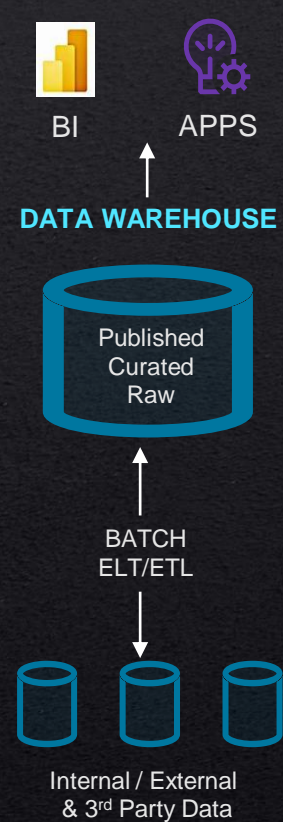 BI
APPS
DATA WAREHOUSE
Published
Curated
Raw
BATCH
ELT/ETL
Internal / External
& 3rd Party Data